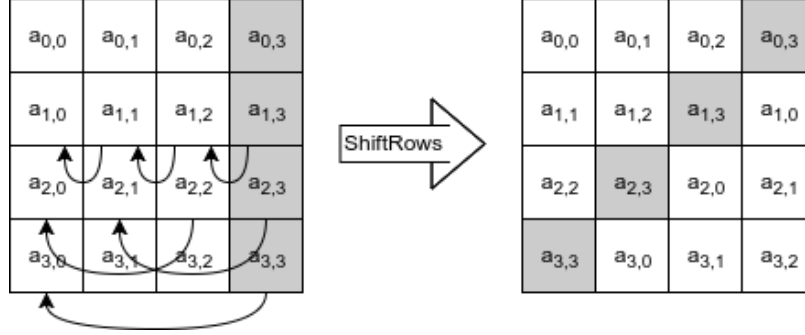 a0,0 a0,1 a0,2 a0,3 a0,0 a0,1 a0,2 a0,3
a1,0 a1,1 a1,2 a1,3 a1,1 a1,2 a1,3 a1,0
ShiftRows
a2,0 a2,1 a2,2 a2,3 a2,2 a2,3 a2,0 a2,1
a3,0 a3,1 a3,2 a3,3 a3,3 a3,0 a3,1 a3,2